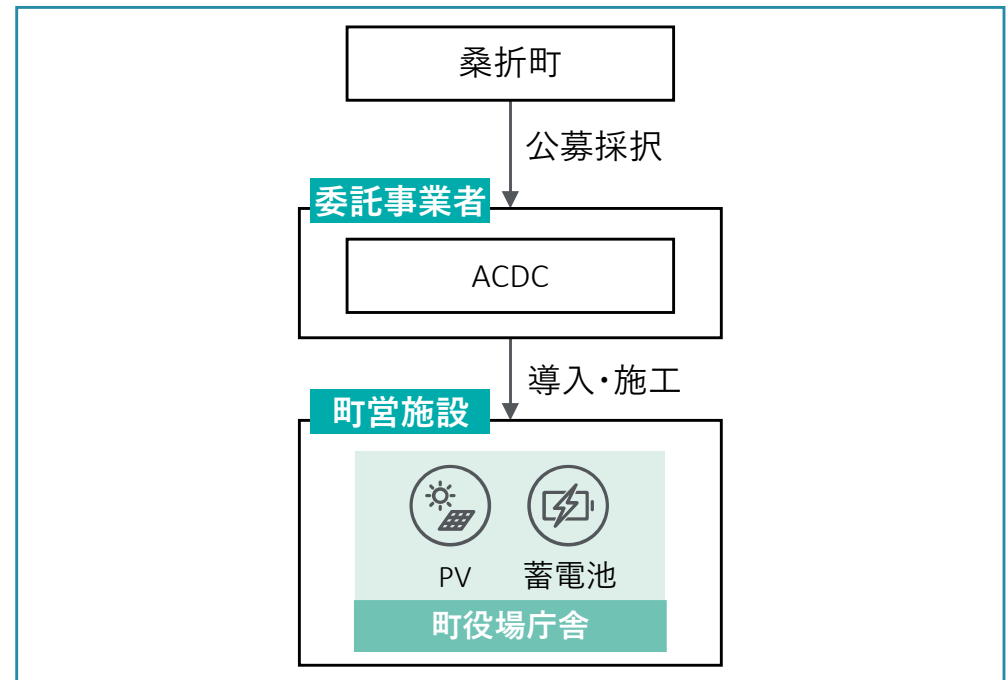 桑折町
公募採択
委託事業者
ACDC
導入・施工
町営施設
PV 蓄電池
町役場庁舎